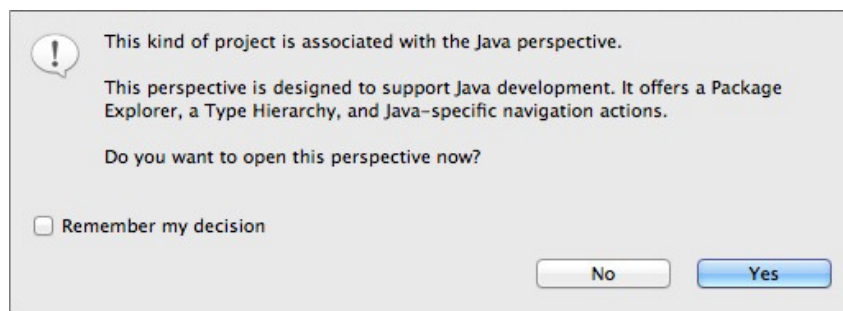 This kind of project is associated with the Java perspective.
This perspective is designed to support Java development. It offers a Package
Explorer, a Type Hierarchy, and Java-specific navigation actions.
Do you want to open this perspective now?
Remember my decision
No
Yes